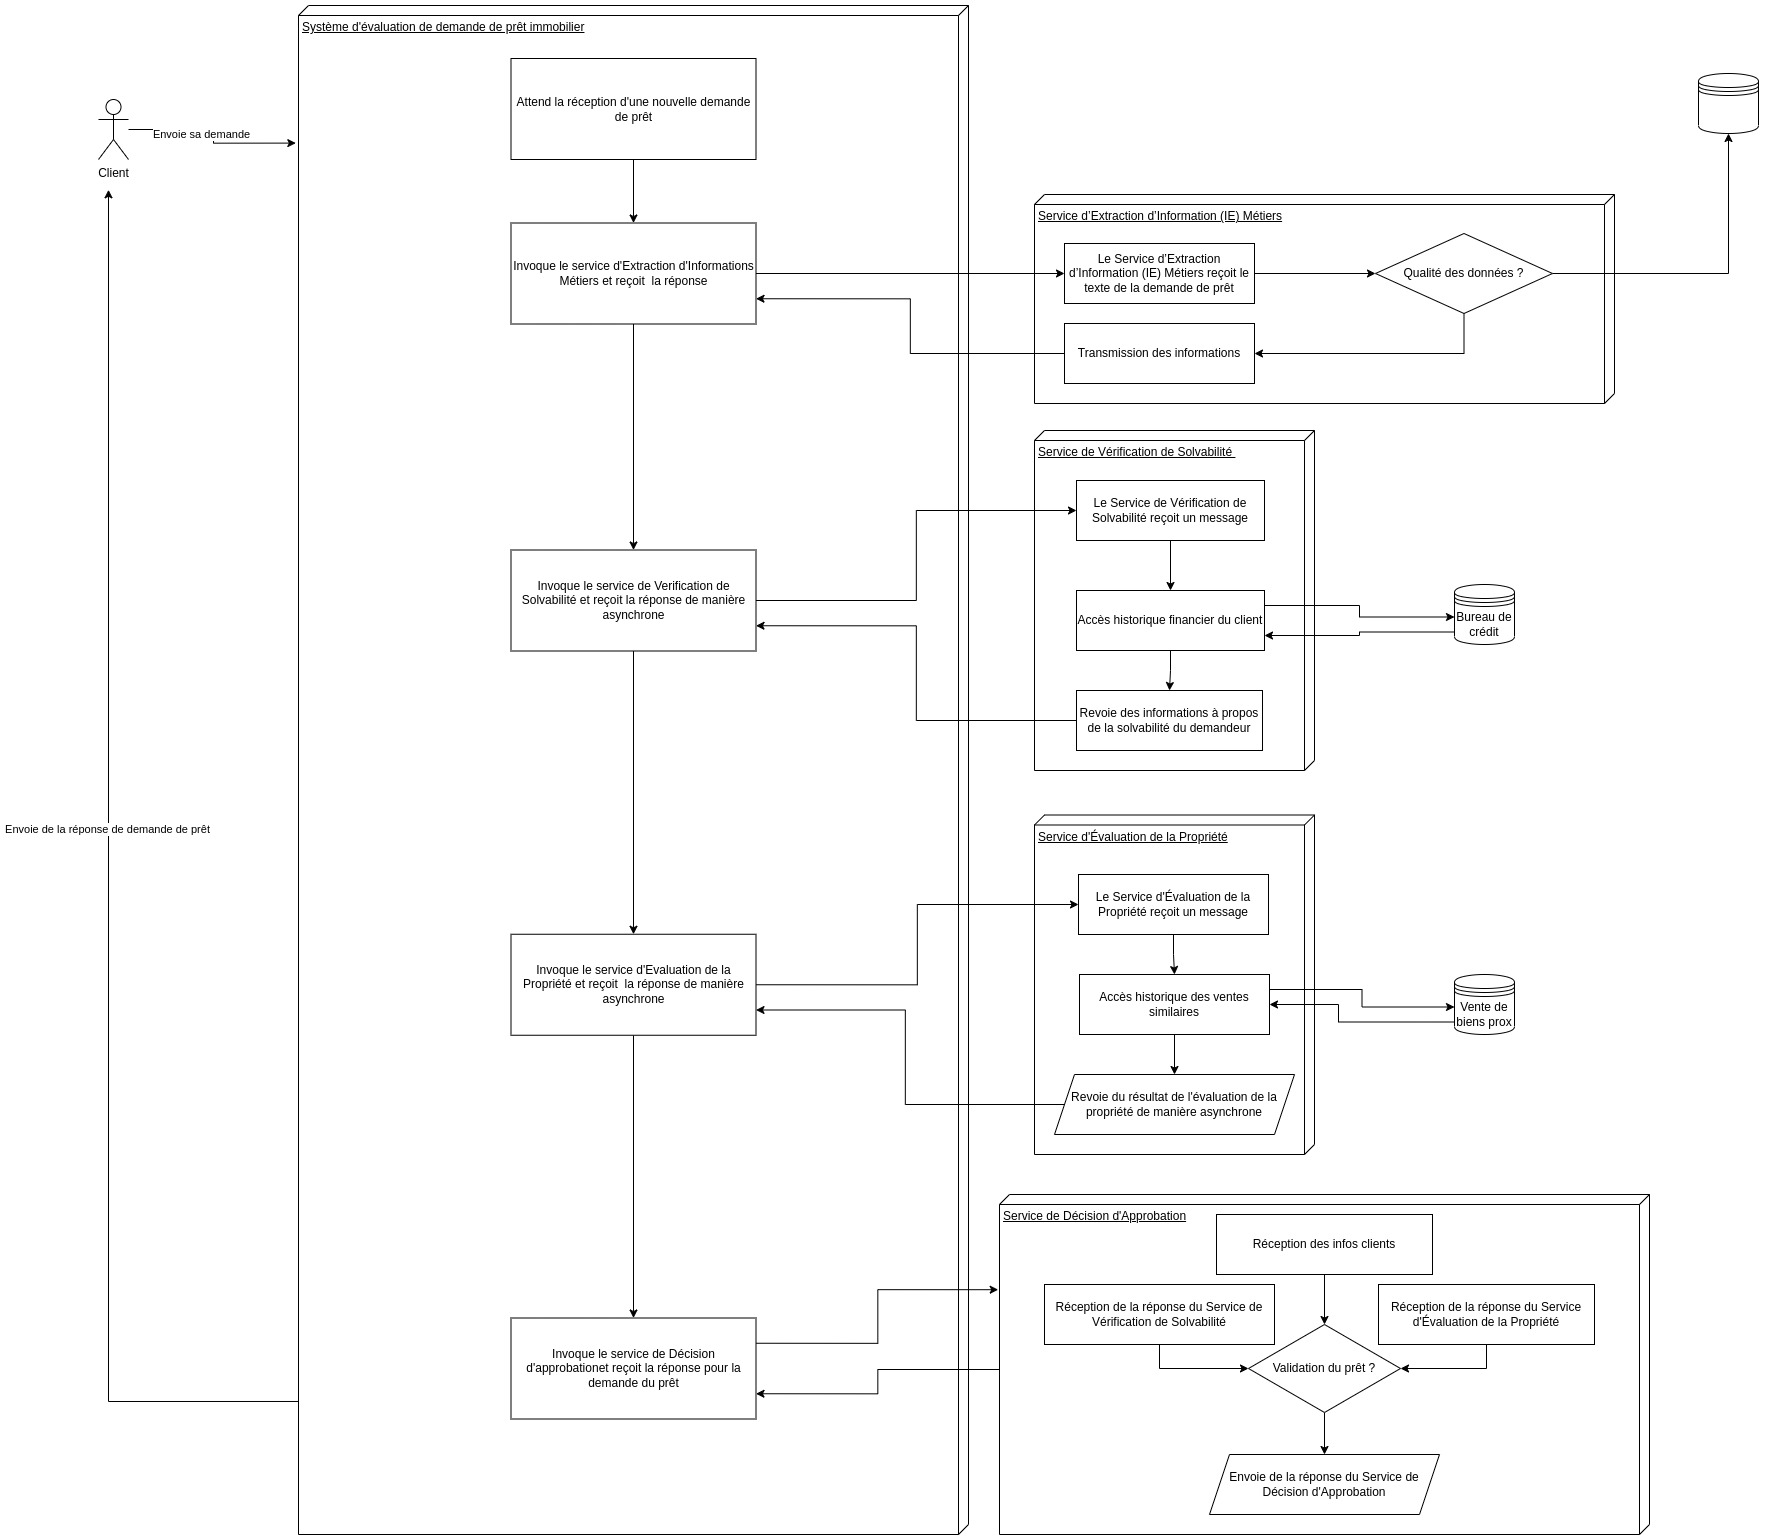 Système d'évaluation de demande de prêt immobilier
Attend la réception d'une nouvelle demande
de prêt
Envoie sa demande
Client
Service d'Extraction d'Information (IE) Métiers
Invoque le service d'Extraction d'Informations
Métiers et reçoit la réponse
Le Service d'Extraction
d'Information (IE) Métiers reçoit le
texte de la demande de prêt
Qualité des données ?
Transmission des informations
Service de Vérification de Solvabilité
Le Service de Vérification de
Solvabilité reçoit un message
Invoque le service de Verification de
Solvabilité et reçoit la réponse de manière
asynchrone
Accès historique financier du client
Bureau de
crédit
Revoie des informations à propos
de la solvabilité du demandeur
Envoie de la réponse de demande de prêt
Service d'Évaluation de la Propriété
Le Service d'Évaluation de la
Propriété reçoit un message
Invoque le service d'Evaluation de la
Propriété et reçoit la réponse de manière
asynchrone
Accès historique des ventes
similaires
Vente de
biens prox
Revoie du résultat de l'évaluation de la
propriété de manière asynchrone
Service de Décision d'Approbation
Réception des infos clients
Réception de la réponse du Service de
Vérification de Solvabilité
Réception de la réponse du Service
d'Évaluation de la Propriété
Invoque le service de Décision
d'approbationet reçoit la réponse pour la
demande du prêt
Validation du prêt ?
Envoie de la réponse du Service de
Décision d'Approbation